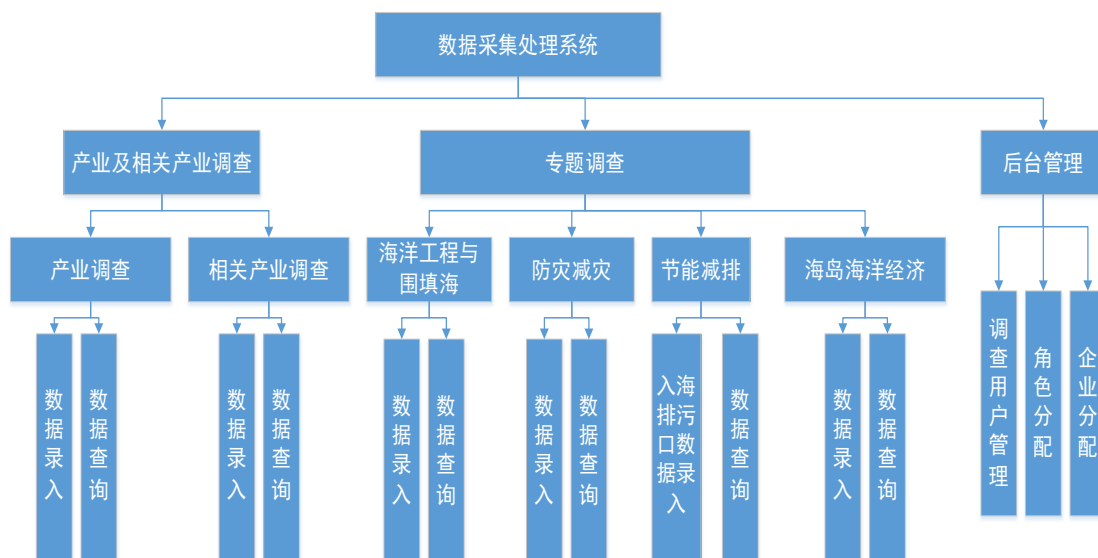 数据采集处理系统
产业及相关产业调查
专题调查
后台管理
产业调查
相关产业调查
海洋工程与
围填海
防灾减灾
节能减排
海岛海洋经济
数据录入
数据查询
数据录入
数据查询
数据录入
数据查询
数据录入
数据查询
入海
排污
口数
据录
入
数据查询
数据录入
数据查询
调查用户管理
角色分配
企业分配